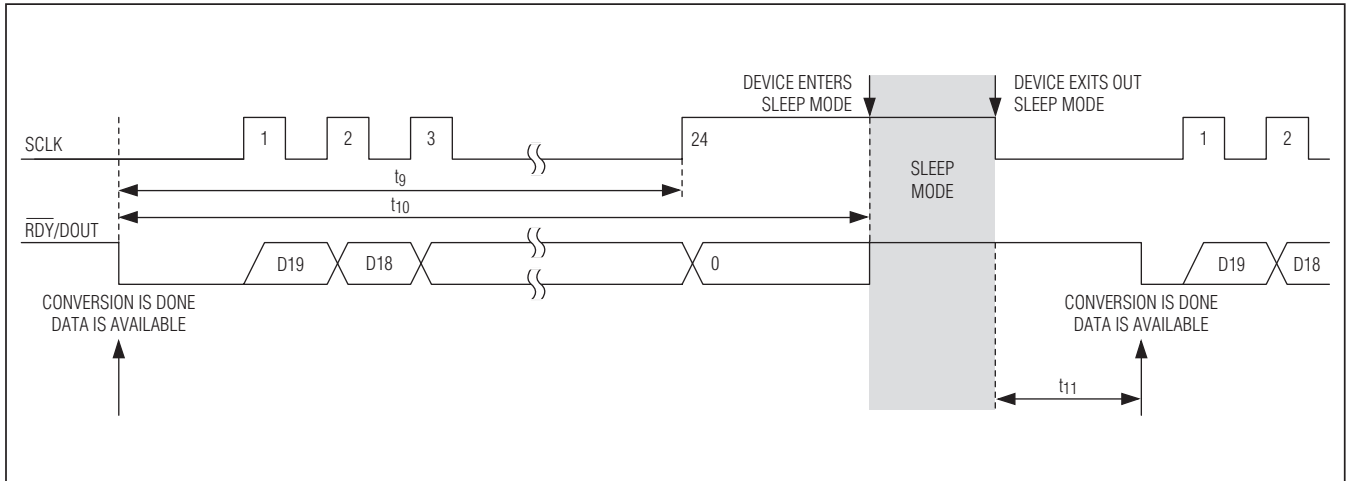 DEVICE ENTERS
SLEEP MODE
DEVICE EXITS OUT
SLEEP MODE
SCLK
1
2
3
24
1
2
SLEEP
MODE
t9
t10
RDY/DOUT
D19
D18
0
D19
D18
CONVERSION IS DONE
DATA IS AVAILABLE
CONVERSION IS DONE
DATA IS AVAILABLE
t11